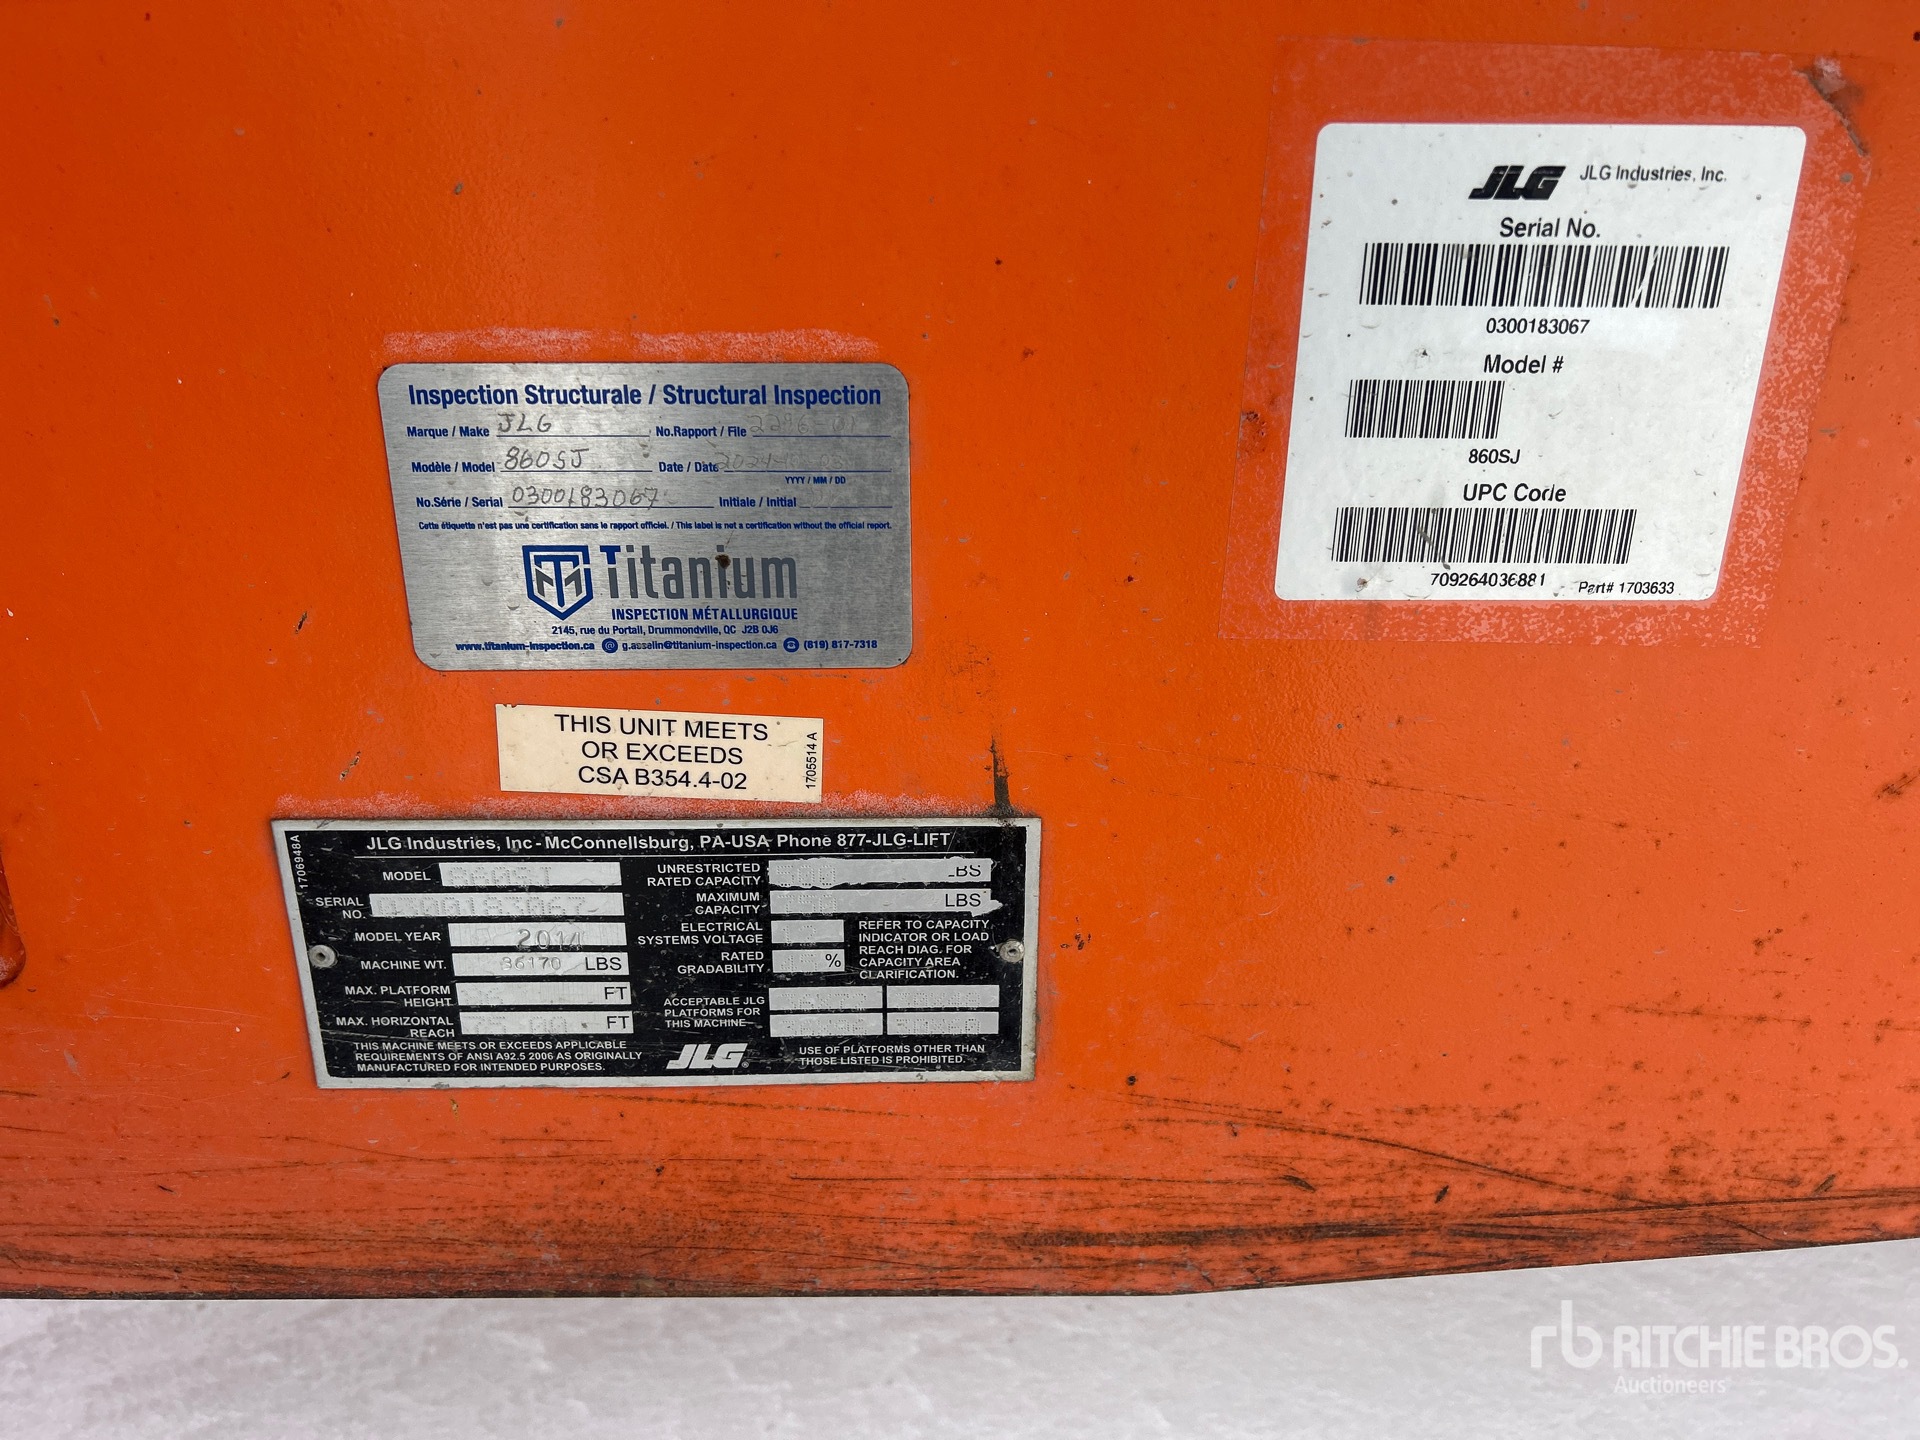 Inspection Structurale / Structural Inspection
Marque / Make JLG No.Rapport / File
Modèle / Model 860SJ Date / Date
YYYY / MM / DD
No.Série / Serial 0300183067 Initiale / Initial
Cette étiquette n'est pas une certification sans le rapport officiel. / This label is not a certification without the official report.
Titanium
INSPECTION MÉTALLURGIQUE
2145, rue du Portail, Drummondville, QC J2B 0J6
www.titanium-inspection.ca @ g.asselin@titanium-inspection.ca (819) 817-7318
JLG JLG Industries, Inc.
Serial No.
0300183067
Model #
860SJ
UPC Code
709264036881 Part# 1703633
THIS UNIT MEETS
OR EXCEEDS
CSA B354.4-02
1705514 A
1706948A
JLG Industries, Inc - McConnellsburg, PA-USA Phone 877-JLG-LIFT
MODEL 860SJ
SERIAL
NO. 0300183067
MODEL YEAR 2014
MACHINE WT. 36170 LBS
MAX. PLATFORM
HEIGHT FT
MAX. HORIZONTAL
REACH FT
THIS MACHINE MEETS OR EXCEEDS APPLICABLE
REQUIREMENTS OF ANSI A92.5 2006 AS ORIGINALLY
MANUFACTURED FOR INTENDED PURPOSES.
UNRESTRICTED
RATED CAPACITY LBS
MAXIMUM
CAPACITY LBS
ELECTRICAL
SYSTEMS VOLTAGE
RATED
GRADABILITY %
REFER TO CAPACITY
INDICATOR OR LOAD
REACH DIAG. FOR
CAPACITY AREA
CLARIFICATION.
ACCEPTABLE JLG
PLATFORMS FOR
THIS MACHINE
JLG
USE OF PLATFORMS OTHER THAN
THOSE LISTED IS PROHIBITED.
rb RITCHIE BROS.
Auctioneers